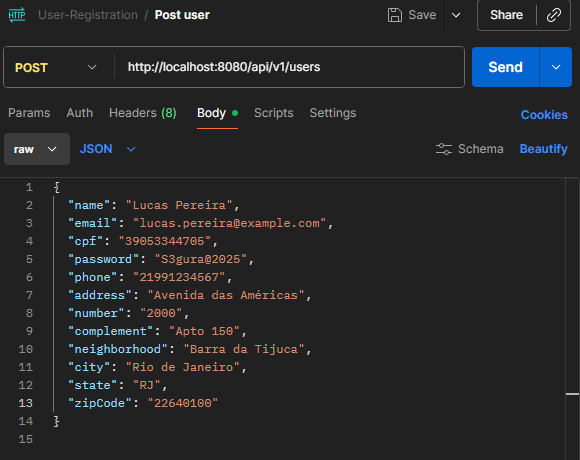 HTTP User-Registration / Post user Save Share
POST http://localhost:8080/api/v1/users Send
Params Auth Headers (8) Body Scripts Settings Cookies
raw JSON Schema Beautify
1 {
2 "name": "Lucas Pereira",
3 "email": "lucas.pereira@example.com",
4 "cpf": "39053344705",
5 "password": "S3gura@2025",
6 "phone": "21991234567",
7 "address": "Avenida das Américas",
8 "number": "2000",
9 "complement": "Apto 150",
10 "neighborhood": "Barra da Tijuca",
11 "city": "Rio de Janeiro",
12 "state": "RJ",
13 "zipCode": "22640100"
14 }
15